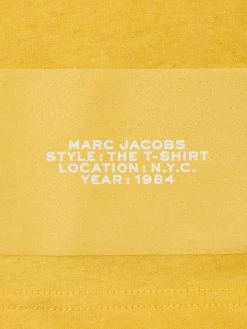 MARC JACOBS
STYLE: THE T-SHIRT
LOCATION: N.Y.C.
YEAR: 1984